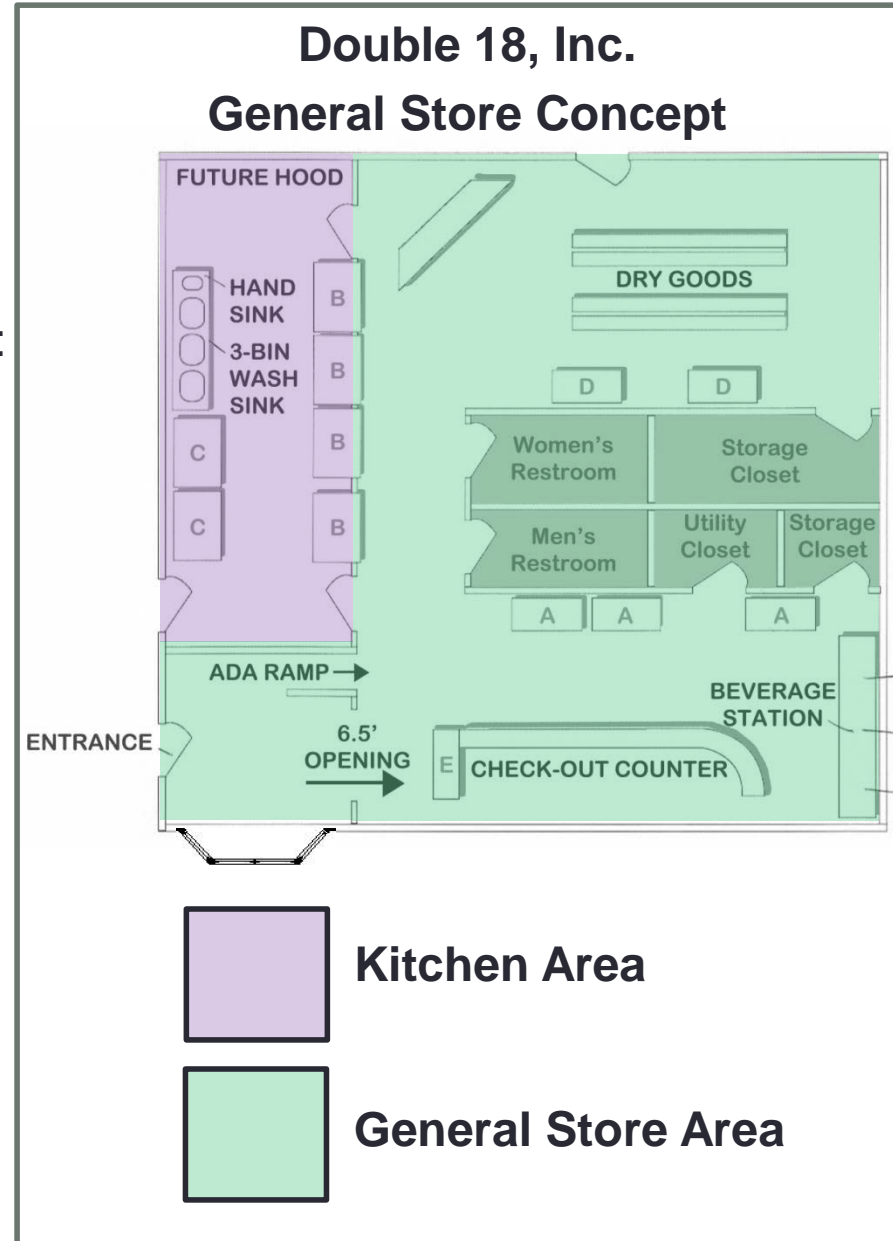 Double 18, Inc.
General Store Concept
FUTURE HOOD
HAND
SINK
3-BIN
WASH
SINK
B
B
B
B
C
C
DRY GOODS
D
D
Women's
Restroom
Storage
Closet
Men's
Restroom
Utility
Closet
Storage
Closet
A
A
A
ADA RAMP
BEVERAGE
STATION
ENTRANCE
6.5'
OPENING
E
CHECK-OUT COUNTER
Kitchen Area
General Store Area